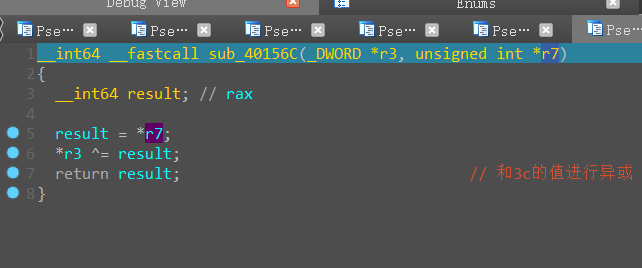 Debug View
Enums
Pse…
Pse…
Pse…
Pse…
Pse…
Pse…
1 __int64 __fastcall sub_40156C(_DWORD *r3, unsigned int *r7)
2 {
3 __int64 result; // rax
4
5 result = *r7;
6 *r3 ^= result;
7 return result; // 和3c的值进行异或
8 }